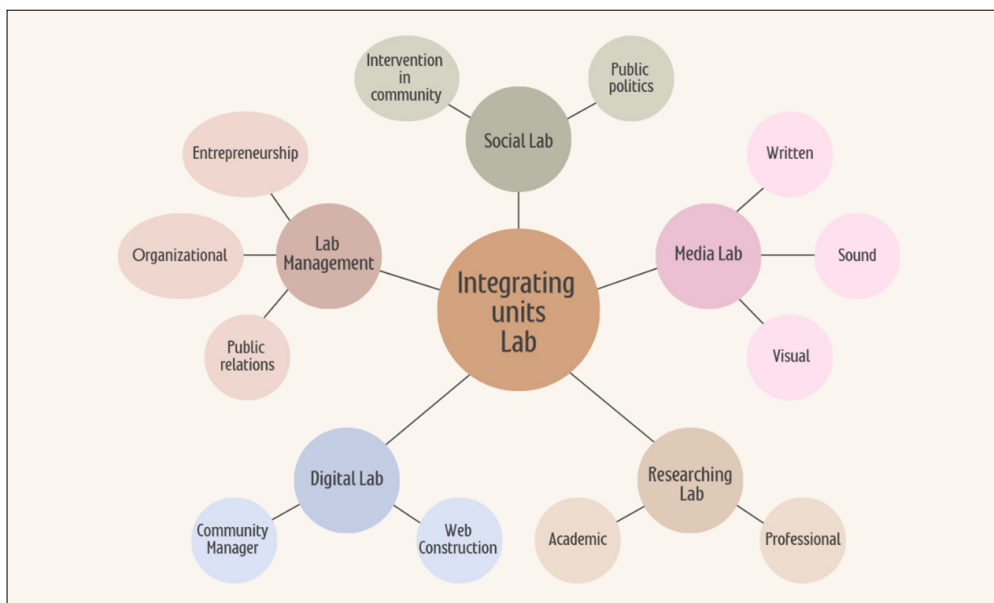 Intervention
in
community
Public
politics
Social Lab
Entrepreneurship
Organizational
Public
relations
Lab
Management
Written
Sound
Visual
Media Lab
Integrating
units
Lab
Digital Lab
Community
Manager
Web
Construction
Researching
Lab
Academic
Professional